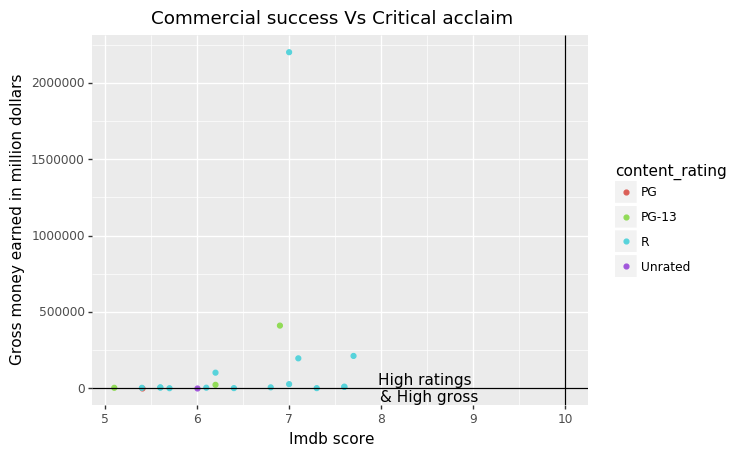 Commercial success Vs Critical acclaim
Gross money earned in million dollars
2000000
1500000
1000000
500000
0
5
6
7
8
9
10
Imdb score
High ratings
& High gross
content_rating
PG
PG-13
R
Unrated